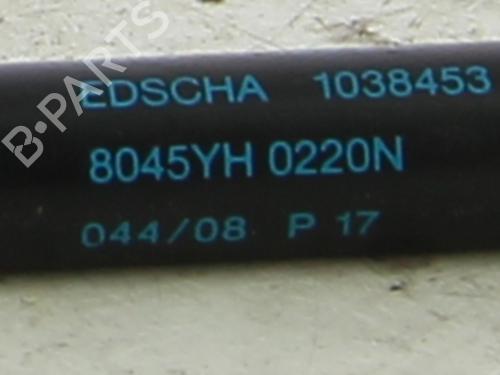 B-PARTS
EDSCHA 1038453
8045YH 0220N
044/08 P 17